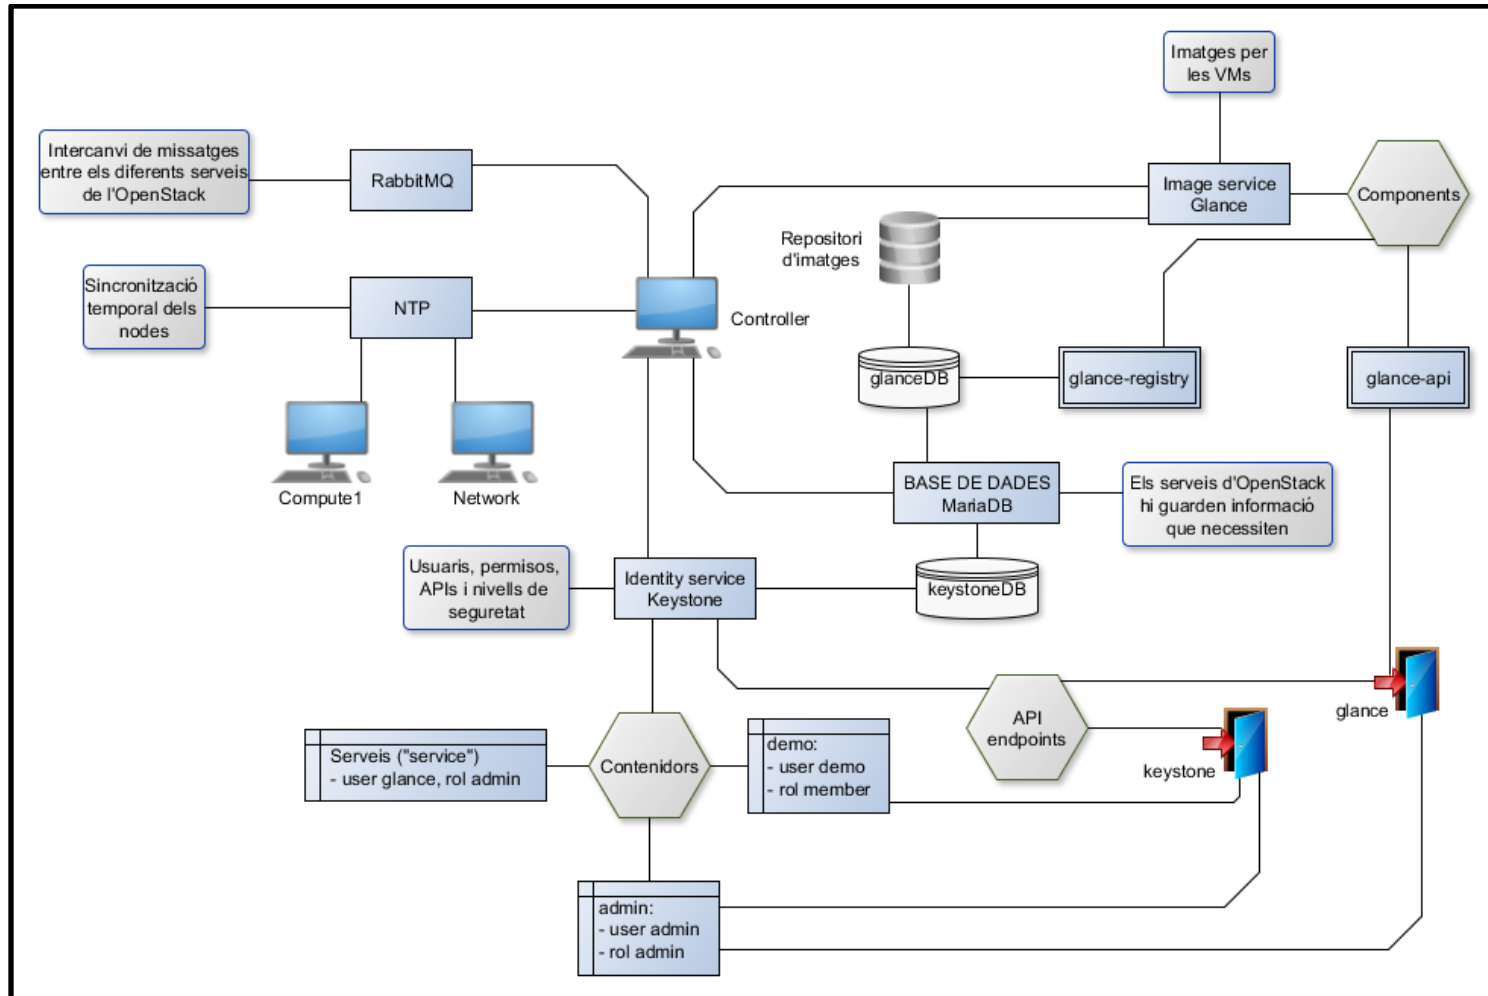 Imatges per
les VMs
Intercanvi de missatges
entre els diferents serveis
de l'OpenStack
RabbitMQ
Image service
Glance
Components
Repositori
d'imatges
Sincronització
temporal dels
nodes
NTP
Controller
glanceDB
glance-registry
glance-api
Compute1
Network
BASE DE DADES
MariaDB
Els serveis d'OpenStack
hi guarden informació
que necessiten
Usuaris, permisos,
APIs i nivells de
seguretat
Identity service
Keystone
keystoneDB
API
endpoints
glance
keystone
Serveis ("service")
- user glance, rol admin
Contenidors
demo:
- user demo
- rol member
admin:
- user admin
- rol admin